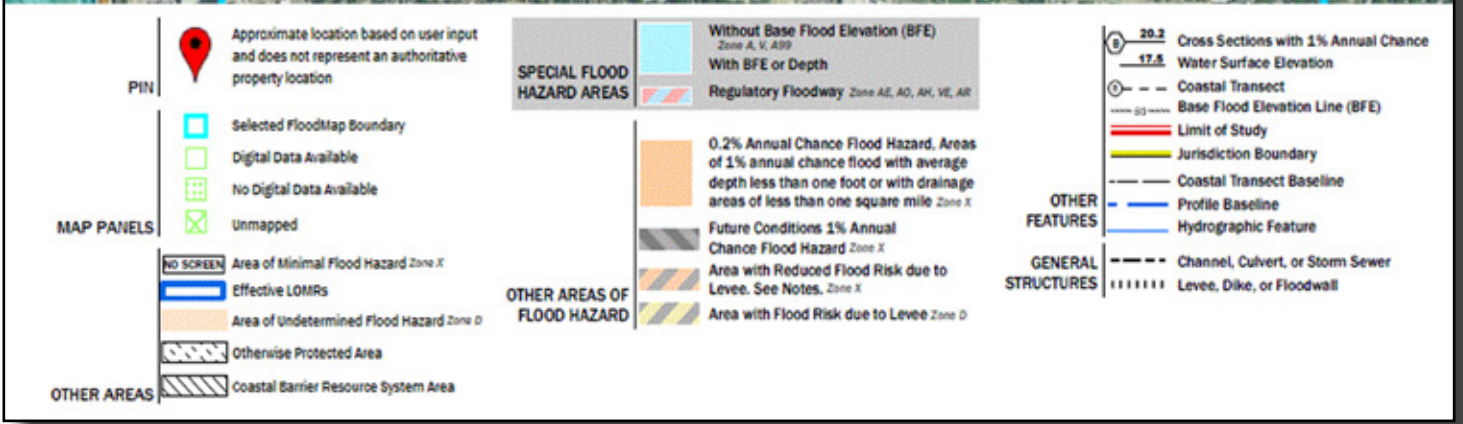 Approximate location based on user input
and does not represent an authoritative
property location
PIN
Selected FloodMap Boundary
Digital Data Available
No Digital Data Available
Unmapped
MAP PANELS
NO SCREEN Area of Minimal Flood Hazard Zone X
Effective LOMRs
Area of Undetermined Flood Hazard Zone D
Otherwise Protected Area
Coastal Barrier Resource System Area
OTHER AREAS
Without Base Flood Elevation (BFE)
Zone A, V, A99
With BFE or Depth
Regulatory Floodway Zone AE, AO, AH, VE, AR
SPECIAL FLOOD
HAZARD AREAS
0.2% Annual Chance Flood Hazard, Areas
of 1% annual chance flood with average
depth less than one foot or with drainage
areas of less than one square mile Zone X
Future Conditions 1% Annual
Chance Flood Hazard Zone X
Area with Reduced Flood Risk due to
Levee. See Notes. Zone X
Area with Flood Risk due to Levee Zone D
OTHER AREAS OF
FLOOD HAZARD
B 20.2 Cross Sections with 1% Annual Chance
17.5 Water Surface Elevation
Coastal Transect
Base Flood Elevation Line (BFE)
Limit of Study
Jurisdiction Boundary
Coastal Transect Baseline
Profile Baseline
Hydrographic Feature
OTHER
FEATURES
Channel, Culvert, or Storm Sewer
Levee, Dike, or Floodwall
GENERAL
STRUCTURES